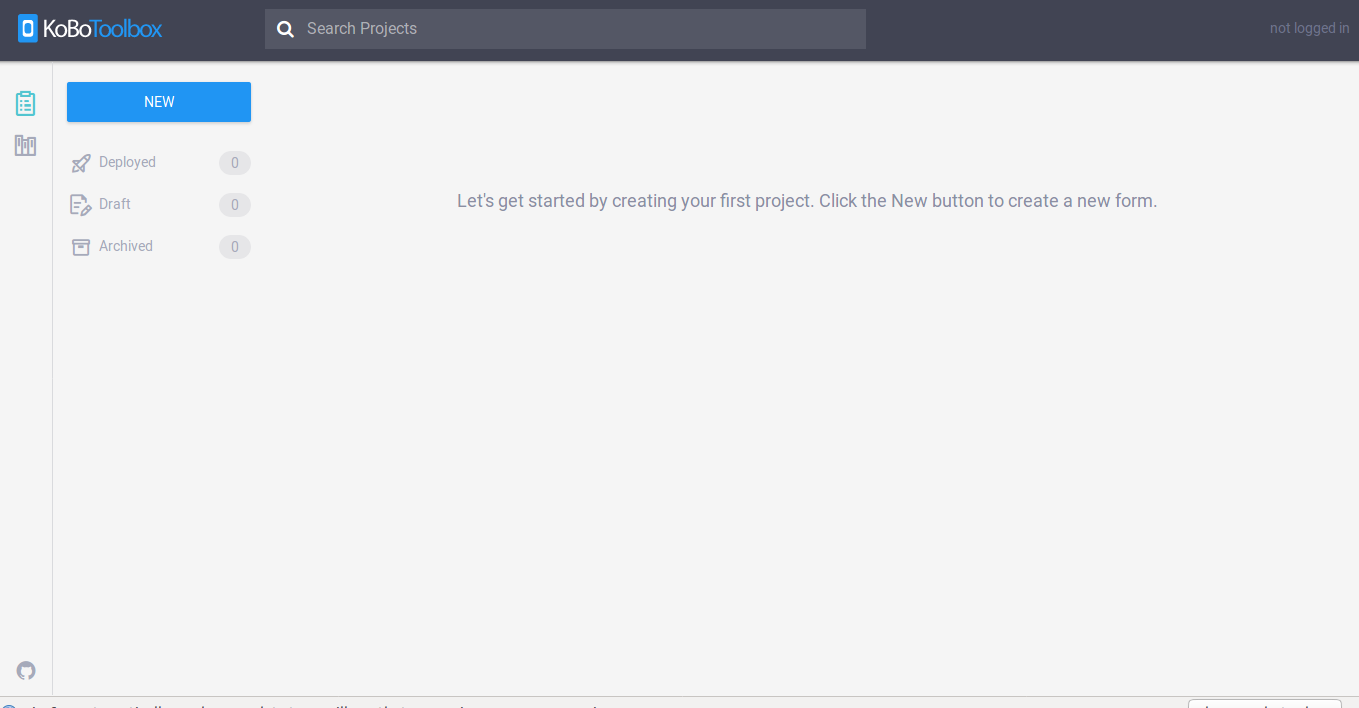 KoBoToolbox
Search Projects
not logged in
NEW
Deployed 0
Draft 0
Archived 0
Let's get started by creating your first project. Click the New button to create a new form.